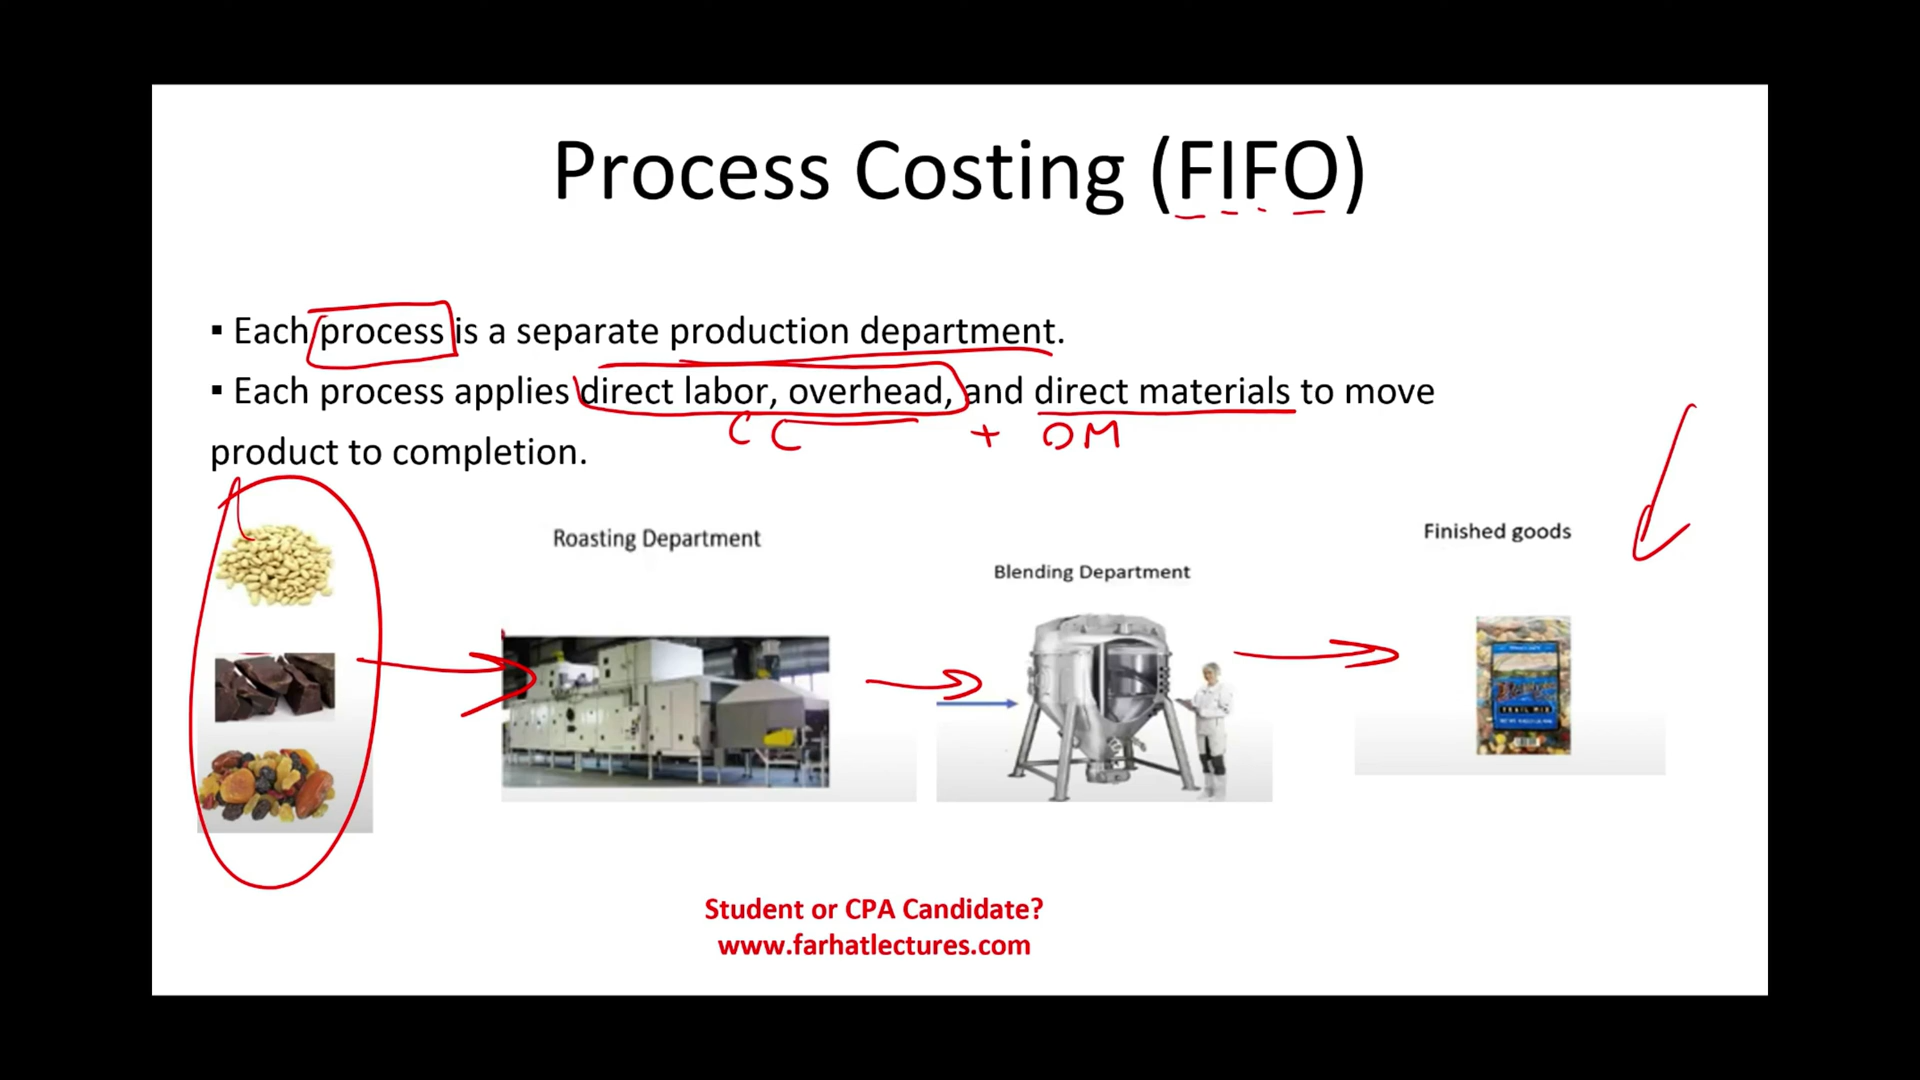 Process Costing (FIFO)
▪ Each process is a separate production department.
▪ Each process applies direct labor, overhead, and direct materials to move
CC + DM
product to completion.
Roasting Department
Finished goods
Blending Department
TRAIL MIX
Student or CPA Candidate?
www.farhatlectures.com